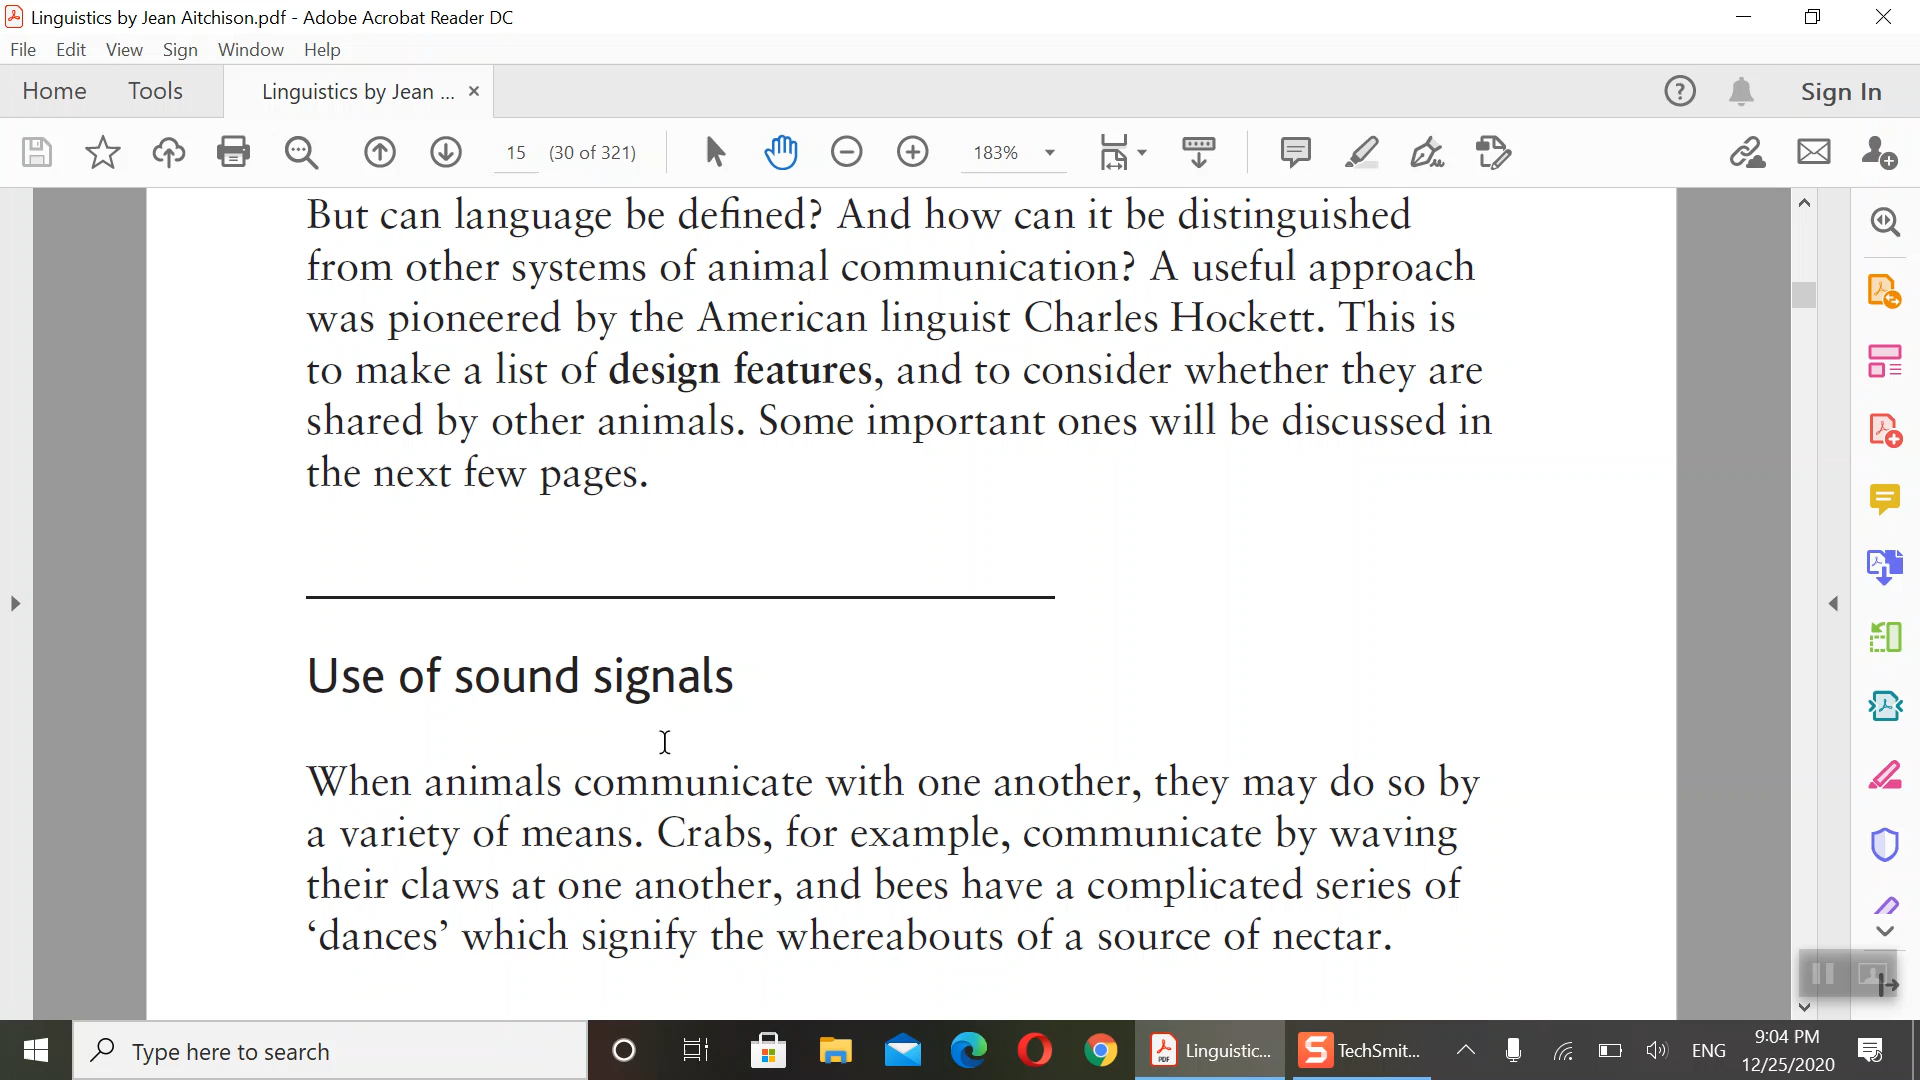 Linguistics by Jean Aitchison.pdf - Adobe Acrobat Reader DC
File Edit View Sign Window Help
Home Tools Linguistics by Jean ... × Sign In
15 (30 of 321) 183%
But can language be defined? And how can it be distinguished
from other systems of animal communication? A useful approach
was pioneered by the American linguist Charles Hockett. This is
to make a list of design features, and to consider whether they are
shared by other animals. Some important ones will be discussed in
the next few pages.
Use of sound signals
When animals communicate with one another, they may do so by
a variety of means. Crabs, for example, communicate by waving
their claws at one another, and bees have a complicated series of
‘dances’ which signify the whereabouts of a source of nectar.
Type here to search Linguistic... TechSmit... ENG 9:04 PM
12/25/2020